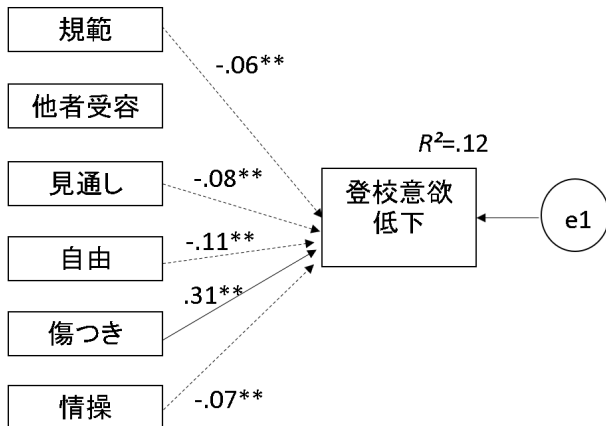 規範
-.06**
他者受容
R²=.12
見通し
-.08**
登校意欲
低下
e1
自由
-.11**
.31**
傷つき
情操
-.07**